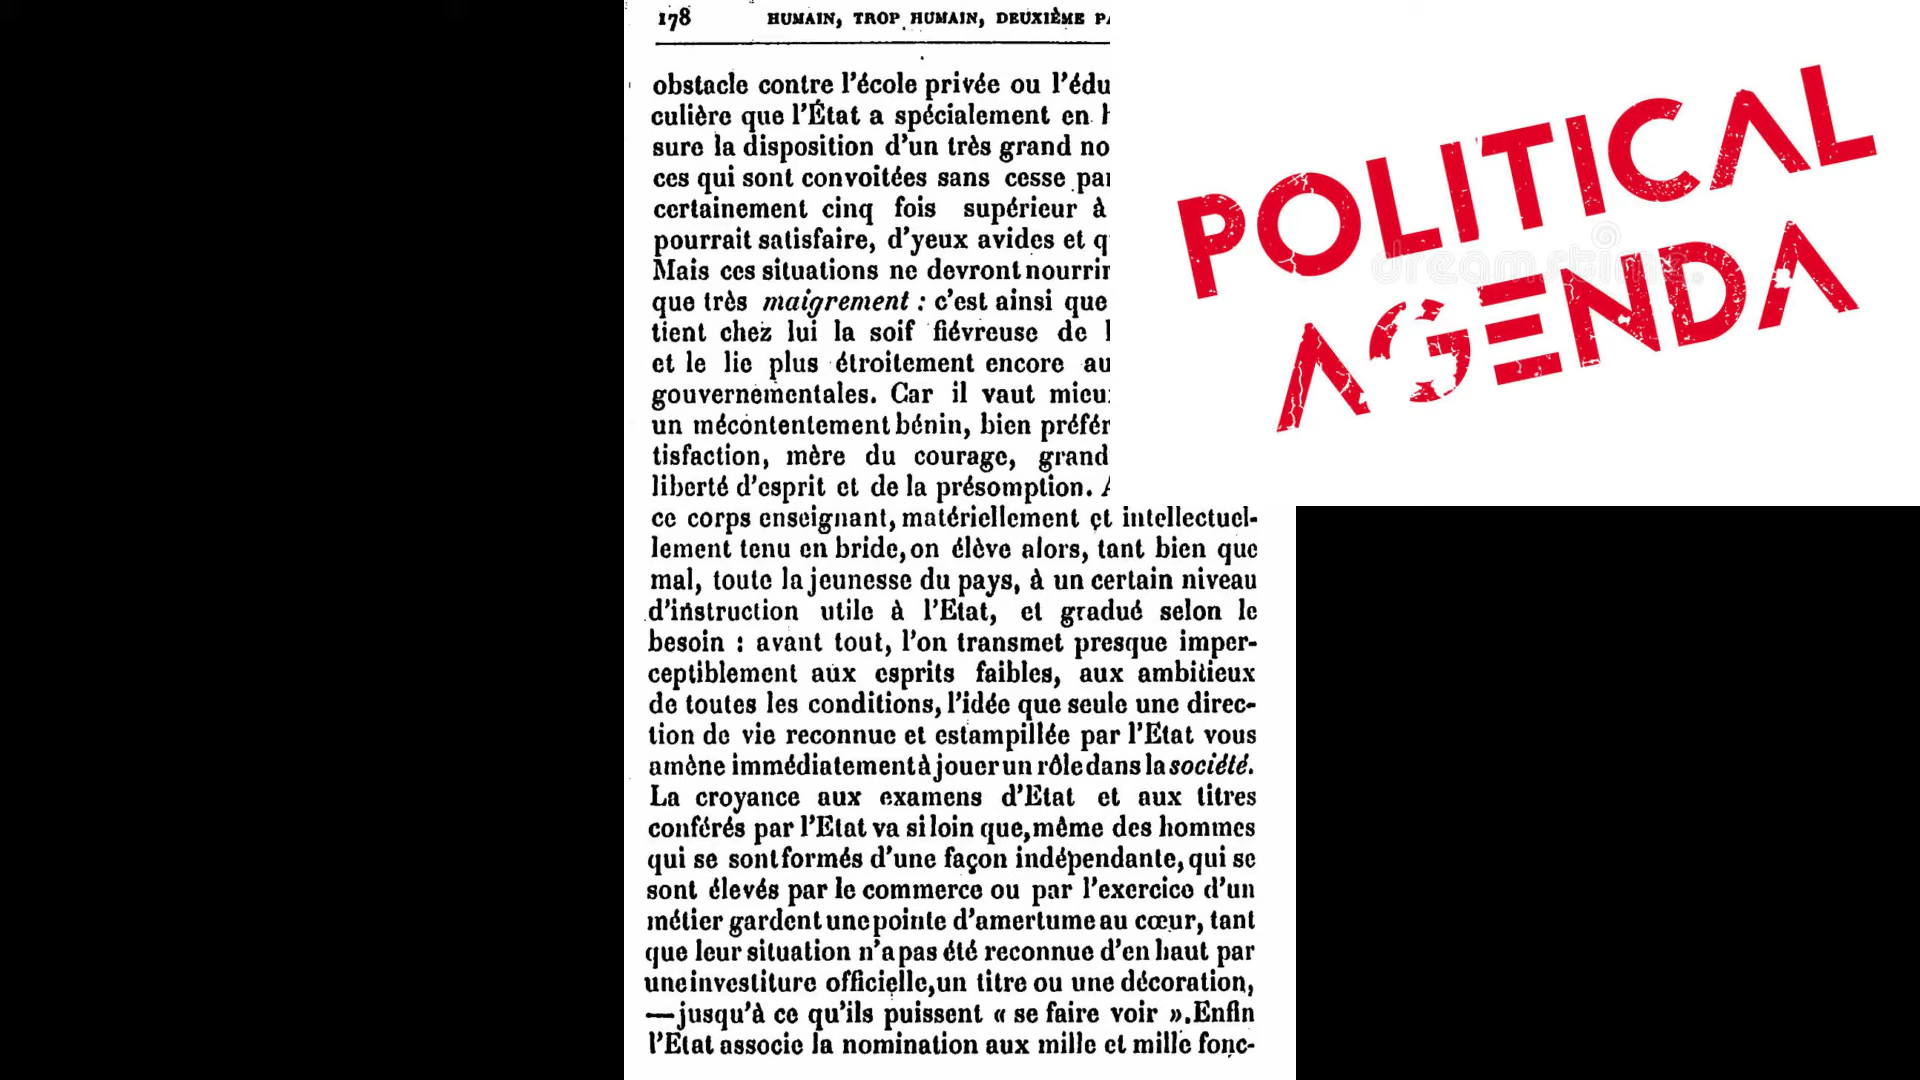 178 HUMAIN, TROP HUMAIN, DEUXIÈME
obstacle contre l'école privée ou
culière que l'État a spécialement en
sure la disposition d'un très grand
ces qui sont convoitées sans cesse
certainement cinq fois supérieur à
pourrait satisfaire, d'yeux avides et
Mais ces situations ne devront nourrir
que très maigrement : c'est ainsi que
tient chez lui la soif fiévreuse de
et le lie plus étroitement encore au
gouvernementales. Car il vaut
un mécontentement bénin, bien
tisfaction, mère du courage, grand
liberté d'esprit et de la présomption.
ce corps enseignant, matériellement et intellectuel-
lement tenu en bride, on élève alors, tant bien que
mal, toute la jeunesse du pays, à un certain niveau
d'instruction utile à l'Etat, et gradué selon le
besoin : avant tout, l'on transmet presque imper-
ceptiblement aux esprits faibles, aux ambitieux
de toutes les conditions, l'idée que seule une direc-
tion de vie reconnue et estampillée par l'Etat vous
amène immédiatement à jouer un rôle dans la société.
La croyance aux examens d'Etat et aux titres
conférés par l'Etat va si loin que, même des hommes
qui se sont formés d'une façon indépendante, qui se
sont élevés par le commerce ou par l'exercice d'un
métier gardent une pointe d'amertume au cœur, tant
que leur situation n'a pas été reconnue d'en haut par
une investiture officielle, un titre ou une décoration,
—jusqu'à ce qu'ils puissent « se faire voir ». Enfin
l'Etat associe la nomination aux mille et mille fonc-
POLITICAL
AGENDA
dreamstime.